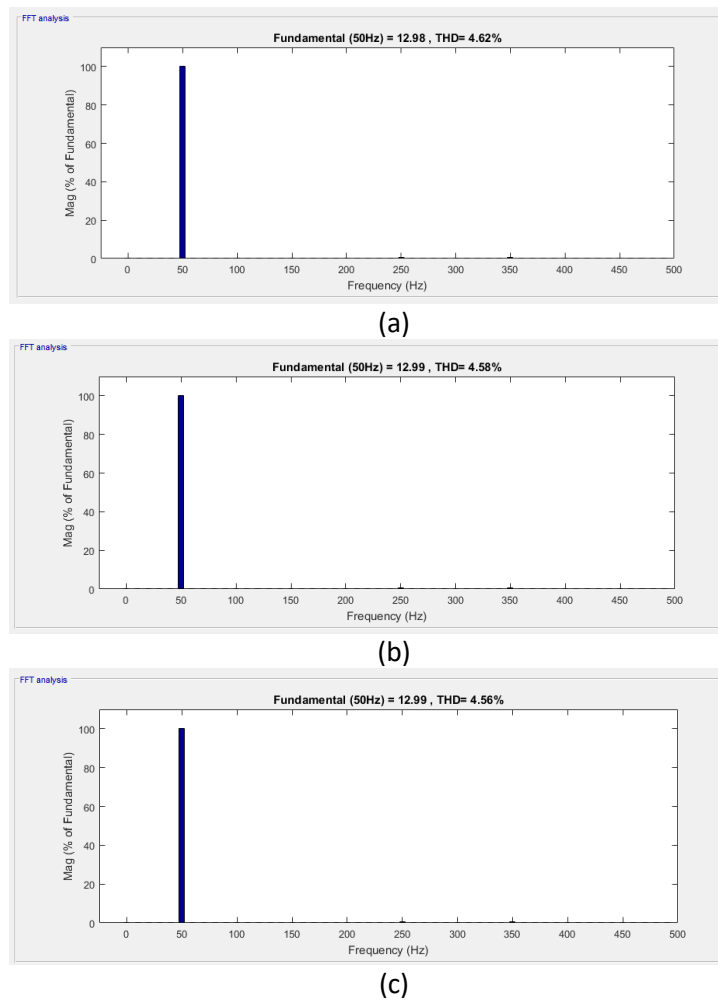 FFT analysis
Fundamental (50Hz) = 12.98 , THD= 4.62%
Mag (% of Fundamental)
100
80
60
40
20
0
0 50 100 150 200 250 300 350 400 450 500
Frequency (Hz)
(a)
FFT analysis
Fundamental (50Hz) = 12.99 , THD= 4.58%
Mag (% of Fundamental)
100
80
60
40
20
0
0 50 100 150 200 250 300 350 400 450 500
Frequency (Hz)
(b)
FFT analysis
Fundamental (50Hz) = 12.99 , THD= 4.56%
Mag (% of Fundamental)
100
80
60
40
20
0
0 50 100 150 200 250 300 350 400 450 500
Frequency (Hz)
(c)